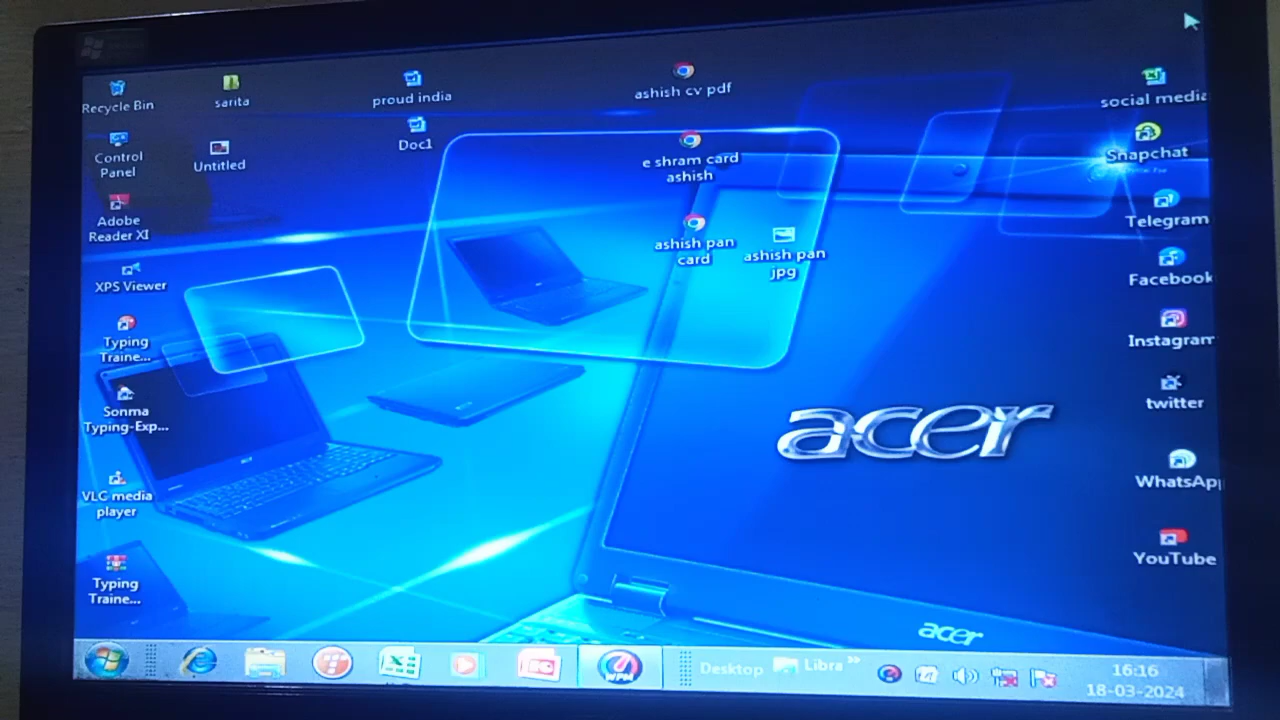 Recycle Bin
sarita
proud india
ashish cv pdf
social media
Control
Panel
Untitled
Doc1
e shram card
ashish
Snapchat
Adobe
Reader XI
ashish pan
card
ashish pan
jpg
Telegram
XPS Viewer
Facebook
Typing
Traine...
Instagram
Sonma
Typing-Exp...
twitter
acer
VLC media
player
WhatsApp
YouTube
Typing
Traine...
acer
WPM
Desktop
Libra
»
16:16
18-03-2024